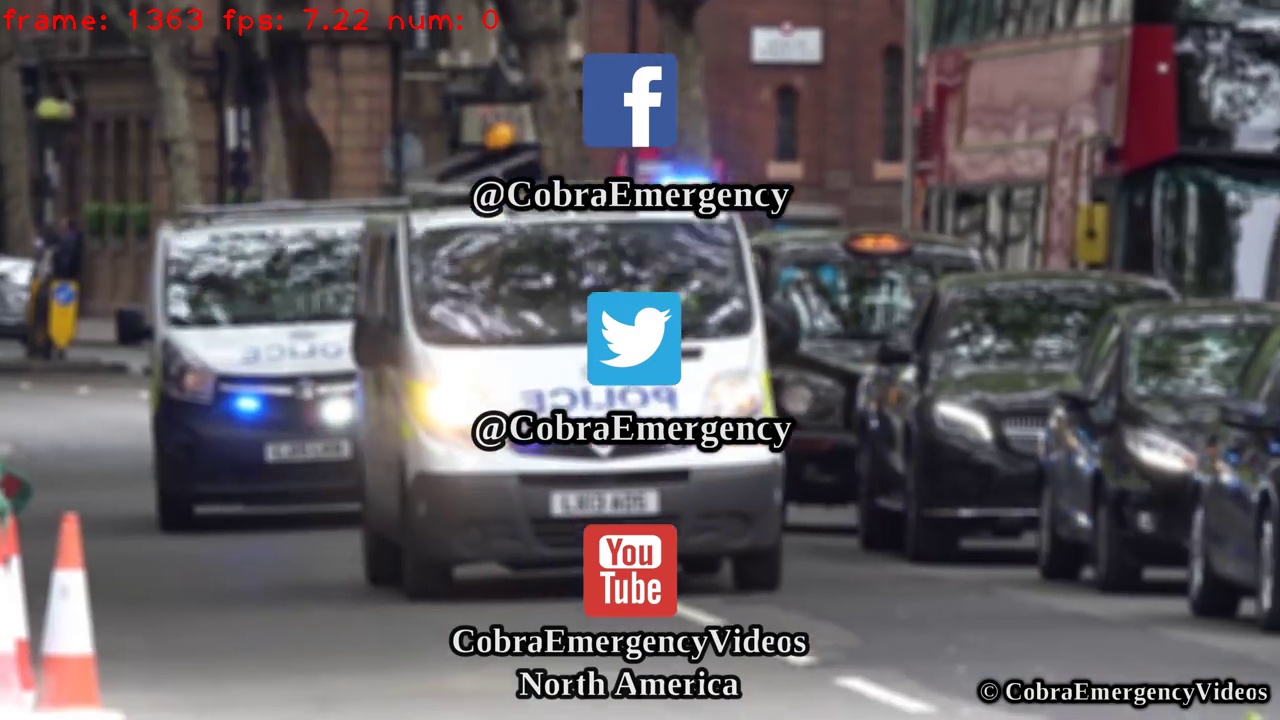 frame: 1363 fps: 7.22 num: 0
f
@CobraEmergency
POLICE
POLICE
@CobraEmergency
You
Tube
CobraEmergencyVideos
North America
© CobraEmergencyVideos